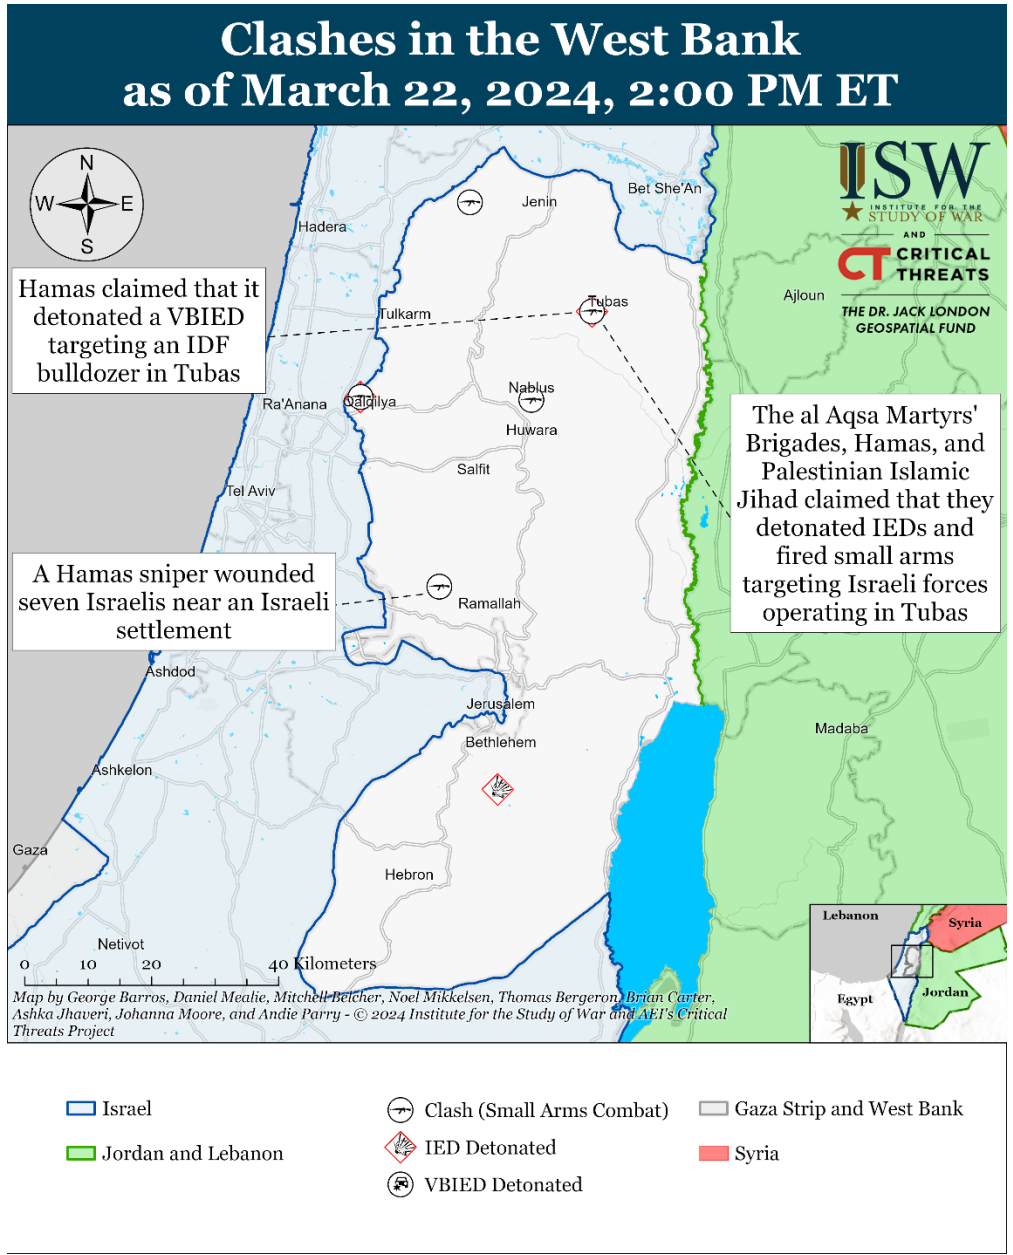 Clashes in the West Bank
as of March 22, 2024, 2:00 PM ET
N
W
E
S
ISW
INSTITUTE FOR THE
STUDY OF WAR
AND
CT CRITICAL
THREATS
THE DR. JACK LONDON
GEOSPATIAL FUND
Hamas claimed that it
detonated a VBIED
targeting an IDF
bulldozer in Tubas
The al Aqsa Martyrs'
Brigades, Hamas, and
Palestinian Islamic
Jihad claimed that they
detonated IEDs and
fired small arms
targeting Israeli forces
operating in Tubas
A Hamas sniper wounded
seven Israelis near an Israeli
settlement
Bet She'An
Jenin
Hadera
Ajloun
Tubas
Tulkarm
Nablus
Qalqilya
Ra'Anana
Huwara
Salfit
Tel Aviv
Ramallah
Ashdod
Jerusalem
Madaba
Bethlehem
Ashkelon
Gaza
Hebron
Netivot
0 10 20 40 Kilometers
Map by George Barros, Daniel Mealie, Mitchell Belcher, Noel Mikkelsen, Thomas Bergeron, Brian Carter,
Ashka Jhaveri, Johanna Moore, and Andie Parry - © 2024 Institute for the Study of War and AEI's Critical
Threats Project
Lebanon
Syria
Egypt
Jordan
Israel
Jordan and Lebanon
Clash (Small Arms Combat)
IED Detonated
VBIED Detonated
Gaza Strip and West Bank
Syria